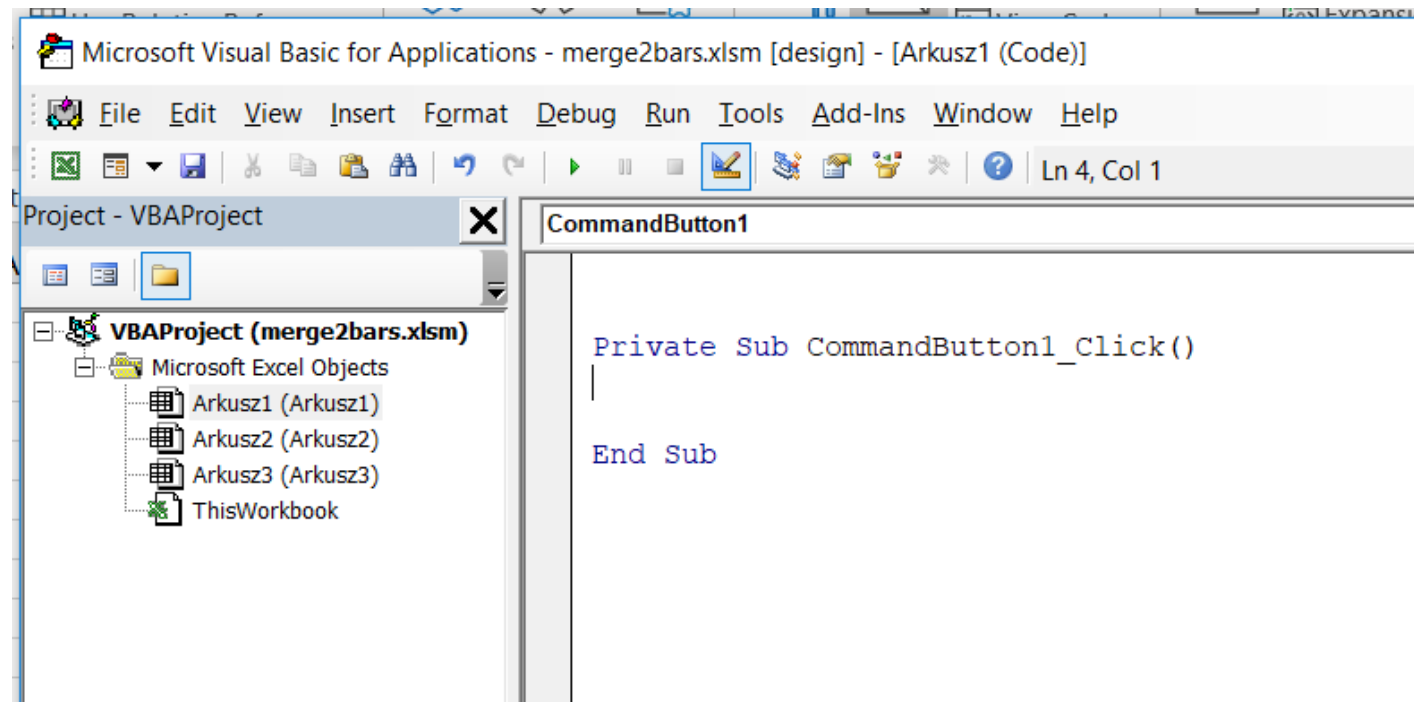 Microsoft Visual Basic for Applications - merge2bars.xlsm [design] - [Arkusz1 (Code)]
File Edit View Insert Format Debug Run Tools Add-Ins Window Help
Ln 4, Col 1
Project - VBAProject
CommandButton1
VBAProject (merge2bars.xlsm)
Microsoft Excel Objects
Arkusz1 (Arkusz1)
Arkusz2 (Arkusz2)
Arkusz3 (Arkusz3)
ThisWorkbook
Private Sub CommandButton1_Click()
End Sub